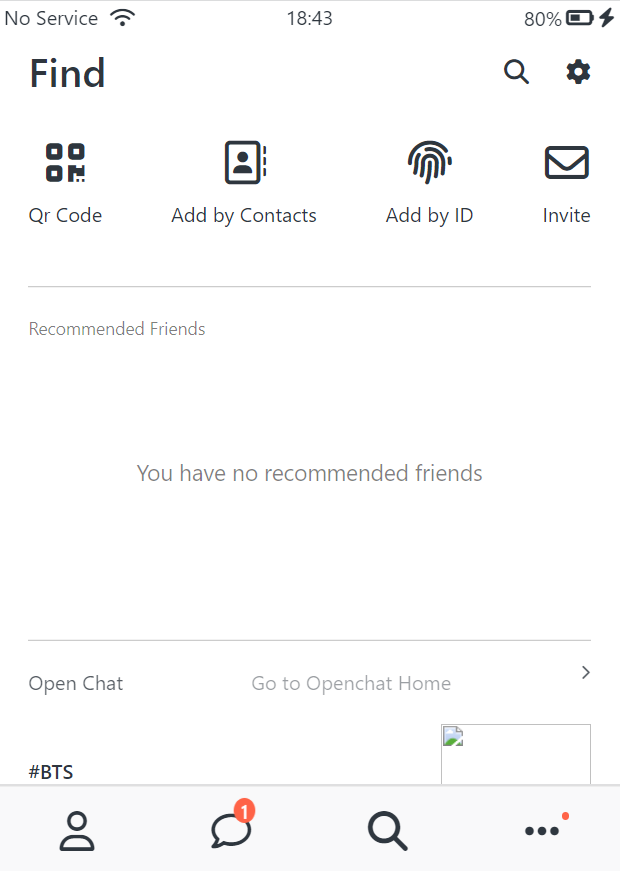 No Service 18:43 80%
Find
Qr Code Add by Contacts Add by ID Invite
Recommended Friends
You have no recommended friends
Open Chat Go to Openchat Home
#BTS
1